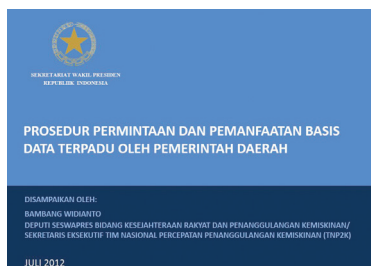 SEKRETARIAT WAKIL PRESIDEN
REPUBLIK INDONESIA
PROSEDUR PERMINTAAN DAN PEMANFAATAN BASIS
DATA TERPADU OLEH PEMERINTAH DAERAH
DISAMPAIKAN OLEH:
BAMBANG WIDIANTO
DEPUTI SESWAPRES BIDANG KESEJAHTERAAN RAKYAT DAN PENANGGULANGAN KEMISKINAN/
SEKRETARIS EKSEKUTIF TIM NASIONAL PERCEPATAN PENANGGULANGAN KEMISKINAN (TNP2K)
JULI 2012